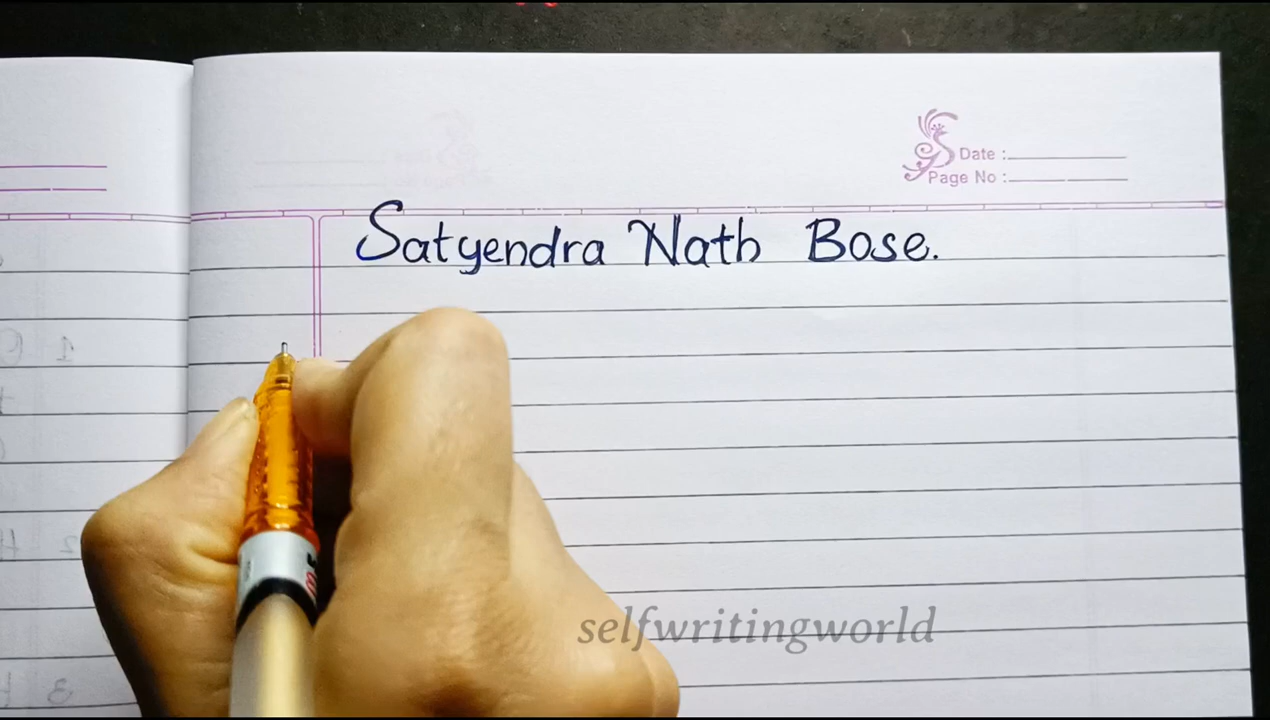 Date :
Page No :
Satyendra Nath Bose.
selfwritingworld